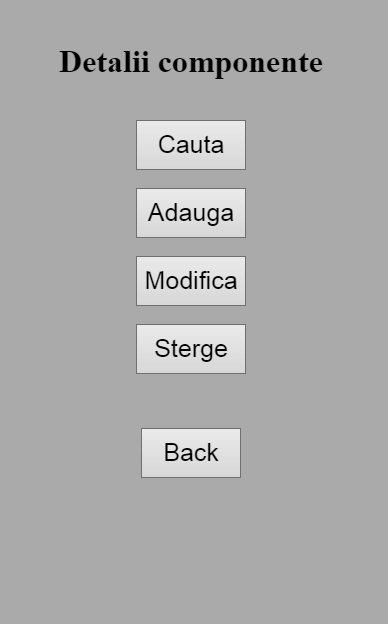 Detalii componente
Cauta
Adauga
Modifica
Sterge
Back